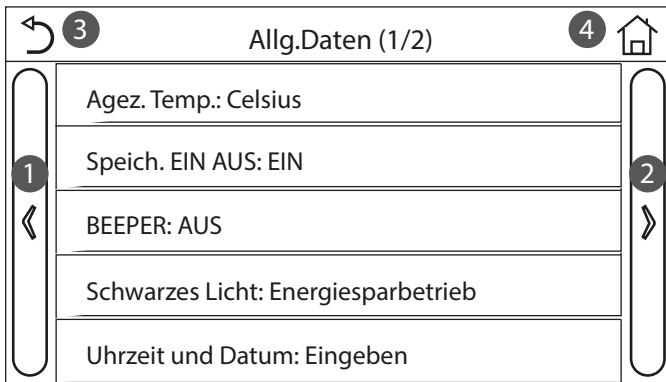 3 Allg.Daten (1/2) 4
Agez. Temp.: Celsius
Speich. EIN AUS: EIN
1 2
BEEPER: AUS
Schwarzes Licht: Energiesparbetrieb
Uhrzeit und Datum: Eingeben